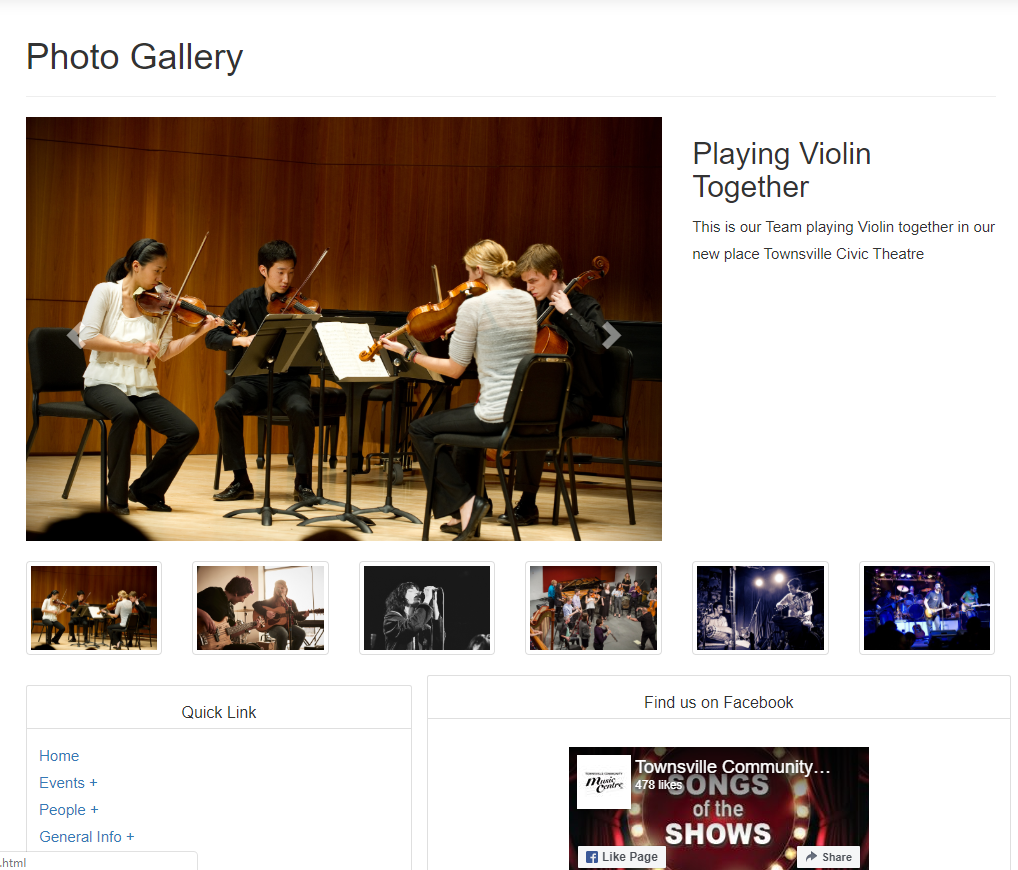 Photo Gallery
Playing Violin
Together
This is our Team playing Violin together in our
new place Townsville Civic Theatre
Quick Link
Home
Events +
People +
General Info +
.html
Find us on Facebook
TOWNSVILLE COMMUNITY
Music
Centre
Townsville Community…
478 likes
SONGS
of the
SHOWS
Like Page
Share